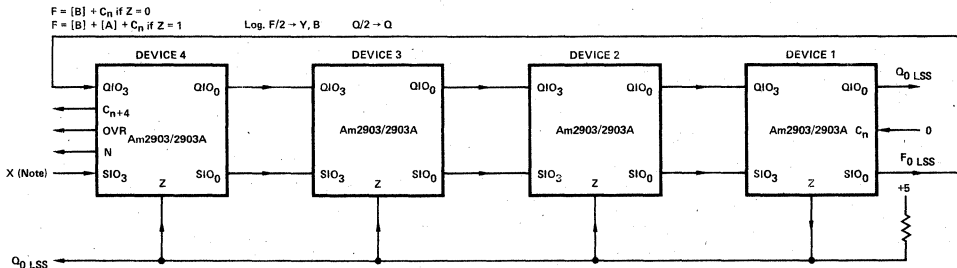 F = [B] + Cn if Z = 0
F = [B] + [A] + Cn if Z = 1 Log. F/2 → Y, B Q/2 → Q
DEVICE 4 DEVICE 3 DEVICE 2 DEVICE 1
QIO3 QIO0 QIO3 QIO0 QIO3 QIO0 QIO3 QIO0 Q0 LSS
Cn+4
OVR Am2903/2903A Am2903/2903A Am2903/2903A Am2903/2903A Cn 0
N
X (Note) SIO3 Z SIO0 SIO3 Z SIO0 SIO3 Z SIO0 SIO3 Z SIO0 F0 LSS
+5
Q0 LSS